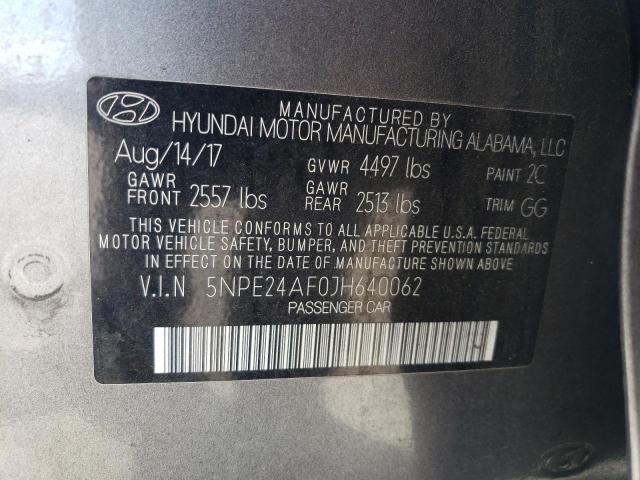 MANUFACTURED BY
HYUNDAI MOTOR MANUFACTURING ALABAMA, LLC
Aug/14/17 GVWR 4497 lbs PAINT 2C
GAWR FRONT 2557 lbs GAWR REAR 2513 lbs TRIM GG
THIS VEHICLE CONFORMS TO ALL APPLICABLE U.S.A. FEDERAL
MOTOR VEHICLE SAFETY, BUMPER, AND THEFT PREVENTION STANDARDS
IN EFFECT ON THE DATE OF MANUFACTURE SHOWN ABOVE.
V.I.N 5NPE24AF0JH640062
PASSENGER CAR